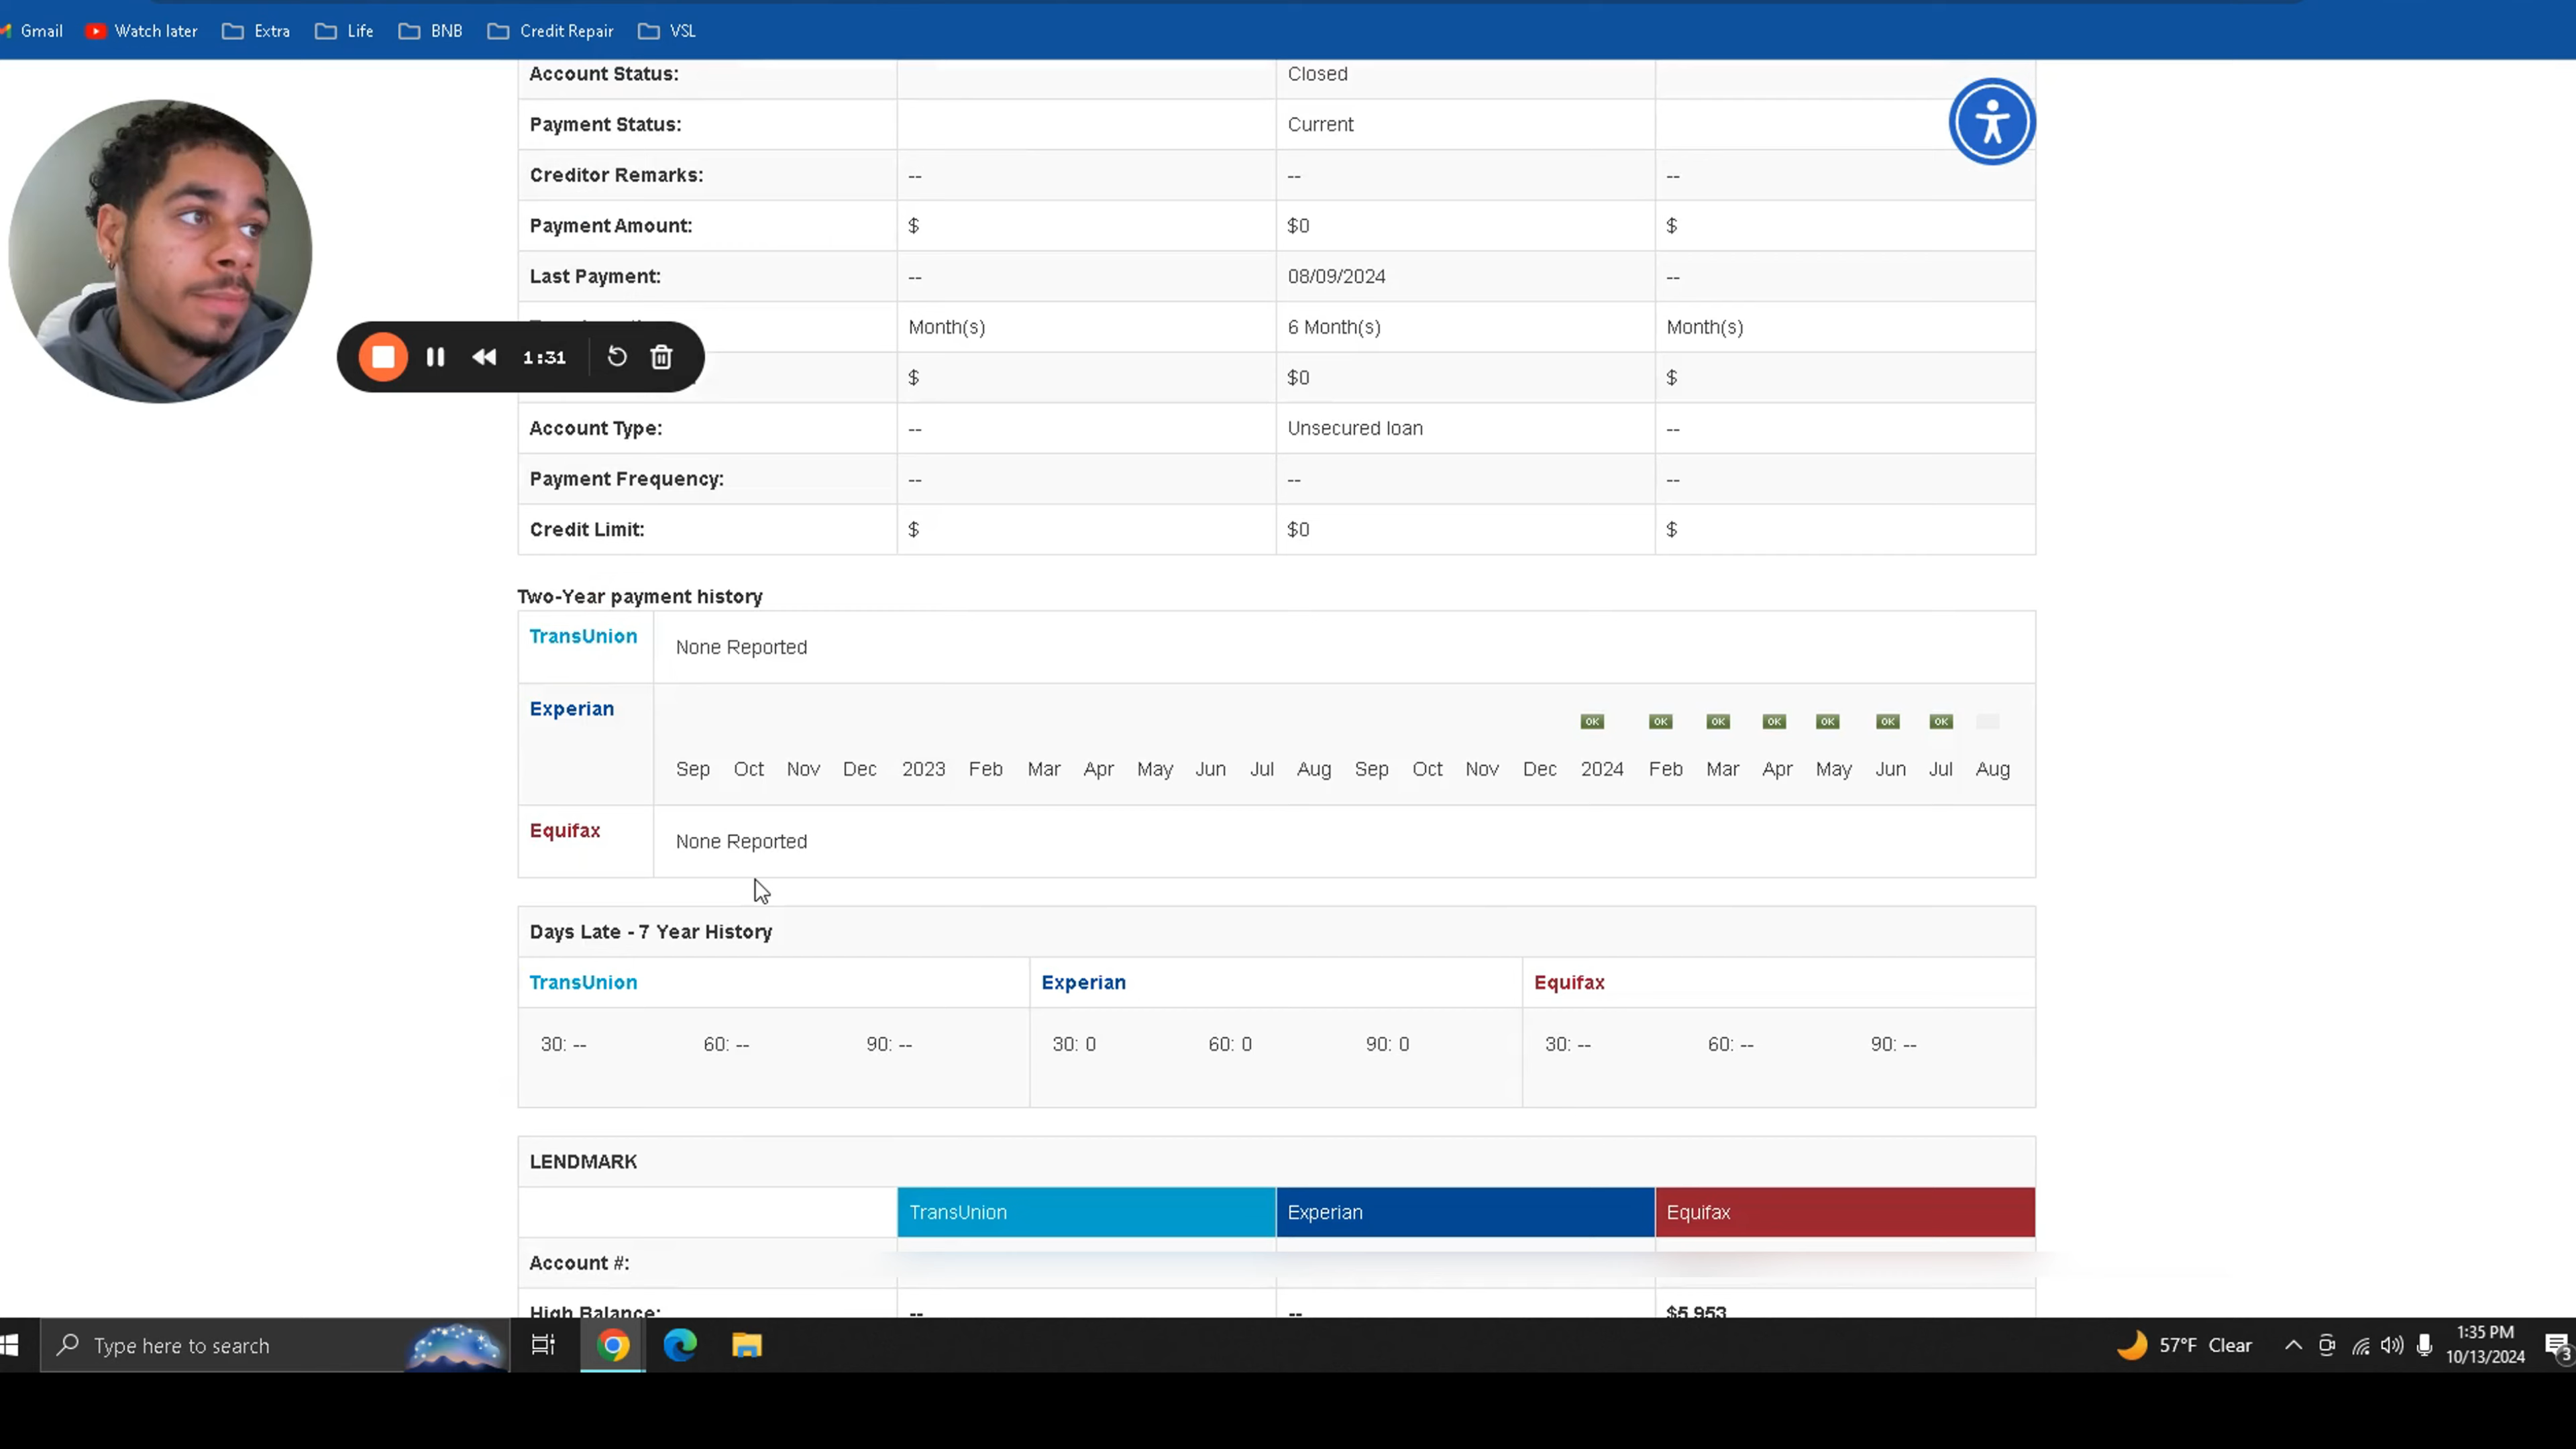 Gmail Watch later Extra Life BNB Credit Repair VSL
Account Status: Closed
Payment Status: Current
Creditor Remarks: -- -- --
Payment Amount: $ $0 $
Last Payment: -- 08/09/2024 --
Month(s) 6 Month(s) Month(s)
1:31
$ $0 $
Account Type: -- Unsecured loan --
Payment Frequency: -- -- --
Credit Limit: $ $0 $
Two-Year payment history
TransUnion None Reported
Experian OK OK OK OK OK OK OK
Sep Oct Nov Dec 2023 Feb Mar Apr May Jun Jul Aug Sep Oct Nov Dec 2024 Feb Mar Apr May Jun Jul Aug
Equifax None Reported
Days Late - 7 Year History
TransUnion Experian Equifax
30: -- 60: -- 90: -- 30: 0 60: 0 90: 0 30: -- 60: -- 90: --
LENDMARK
TransUnion Experian Equifax
Account #:
High Balance: -- -- $5,953
Type here to search 57°F Clear 1:35 PM
10/13/2024 3